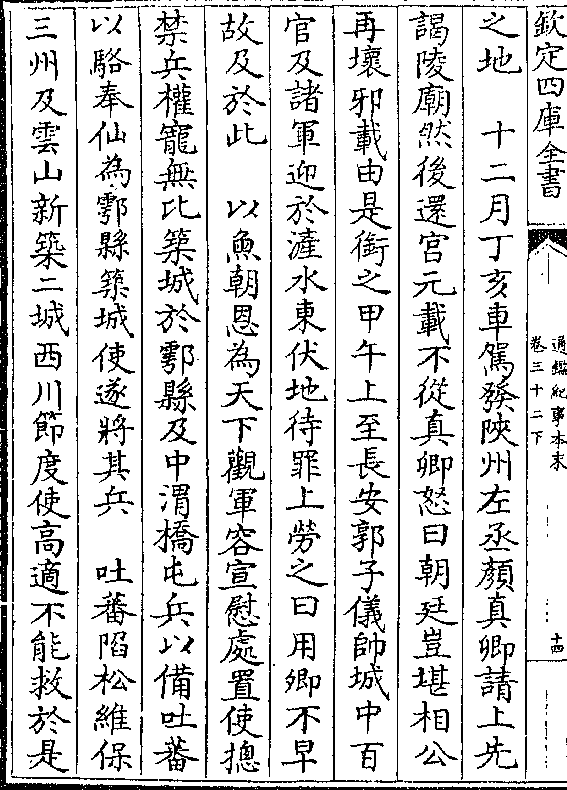 欽定四庫全書
通鑑紀事本末
卷三十二下
十四
之地　十二月丁亥車駕發陜州左丞顔真卿請上先
謁陵廟然後還宫元載不從真卿怒曰朝廷豈堪相公
再壞邪載由是銜之甲午上至長安郭子儀帥城中百
官及諸軍迎於滻水東伏地待罪上勞之曰用卿不早
故及於此　以魚朝恩為天下觀軍容宣慰處置使摠
禁兵權寵無比築城於鄠縣及中渭橋屯兵以備吐蕃
以駱奉仙為鄠縣築城使遂將其兵　吐蕃陷松維保
三州及雲山新築二城西川節度使高適不能救於是